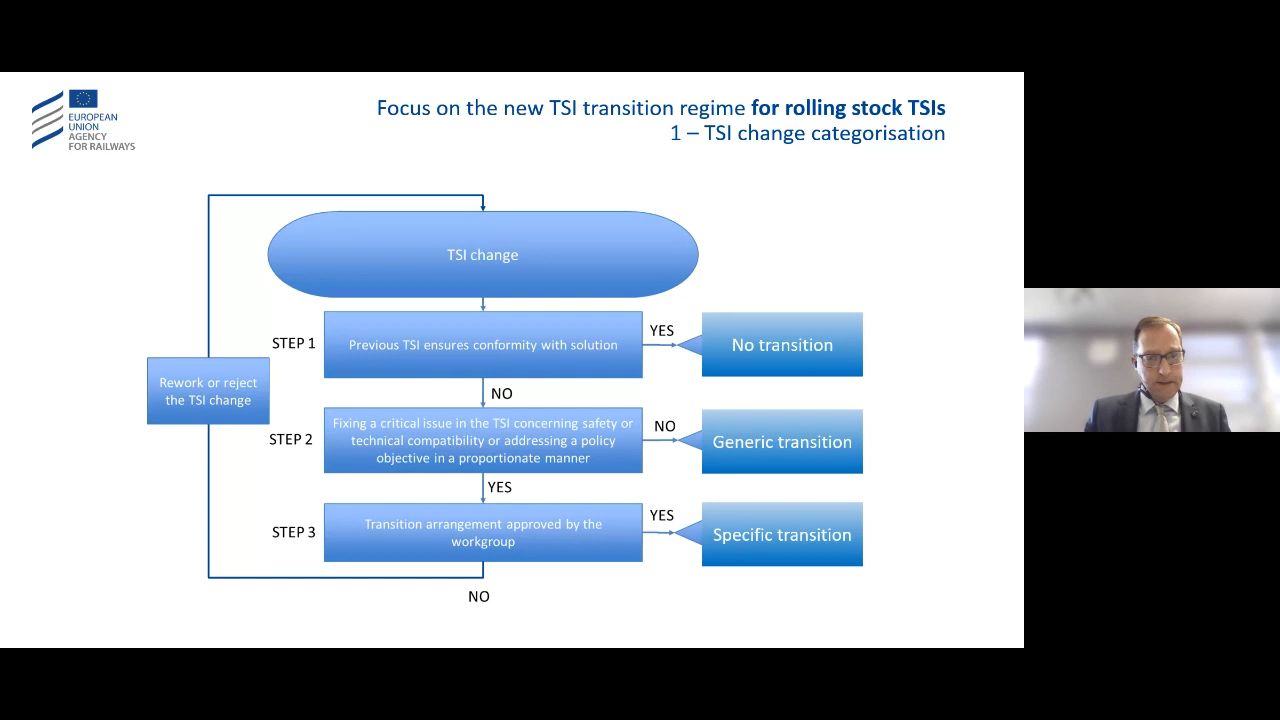 EUROPEAN
UNION
AGENCY
FOR RAILWAYS
Focus on the new TSI transition regime for rolling stock TSIs
1 – TSI change categorisation
TSI change
STEP 1
Previous TSI ensures conformity with solution
YES
No transition
NO
Rework or reject
the TSI change
STEP 2
Fixing a critical issue in the TSI concerning safety or
technical compatibility or addressing a policy
objective in a proportionate manner
NO
Generic transition
YES
STEP 3
Transition arrangement approved by the
workgroup
YES
Specific transition
NO